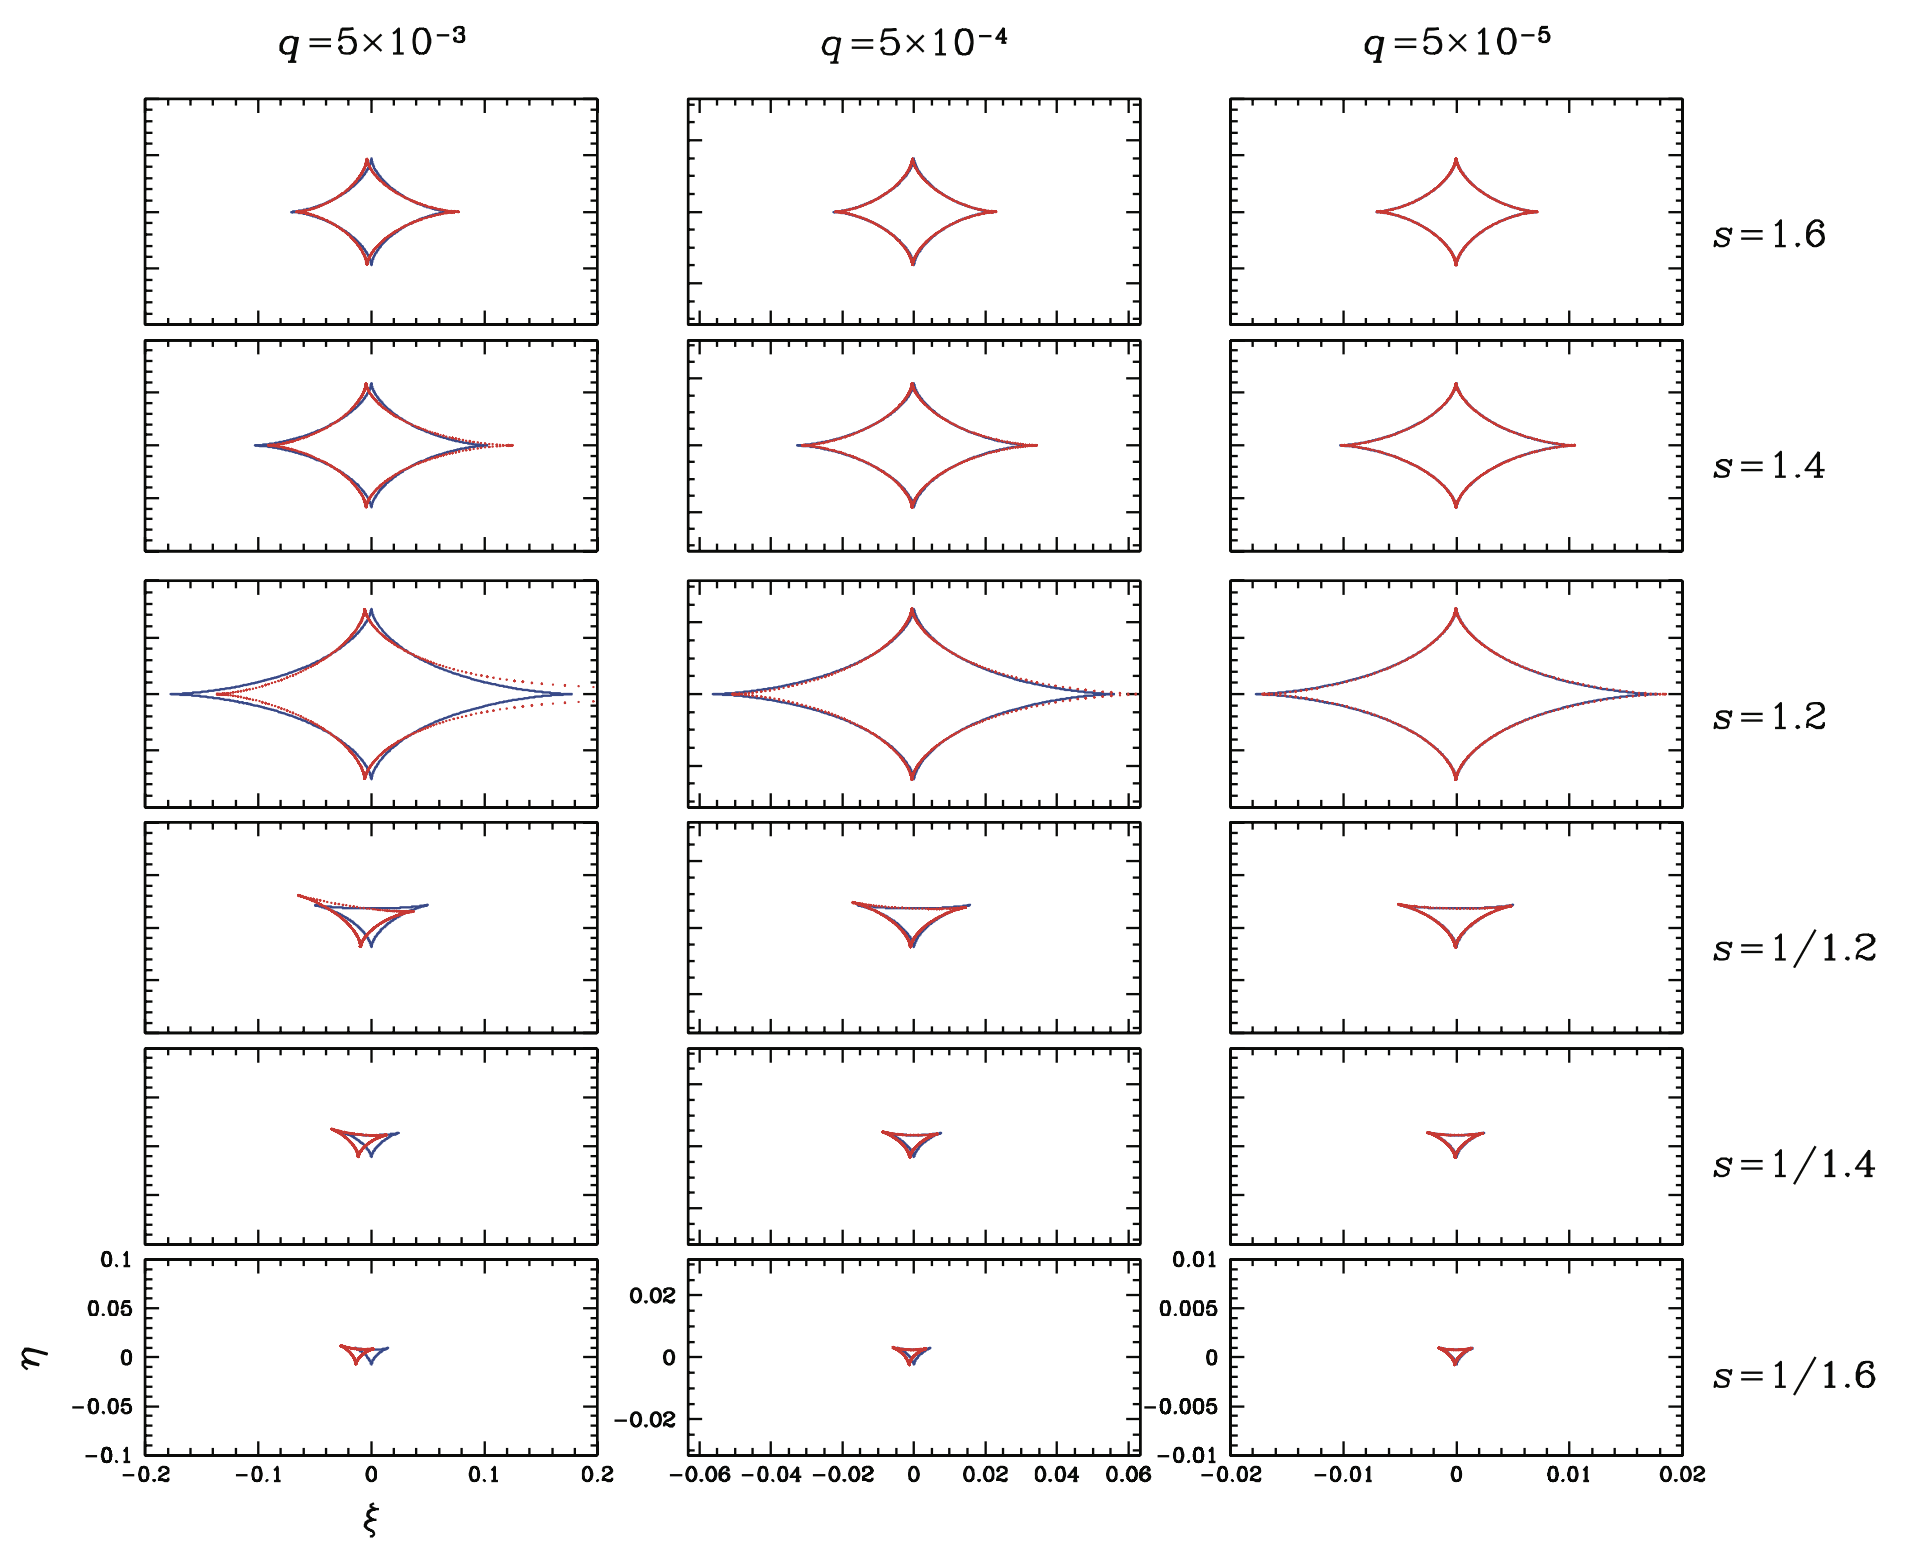 q=5×10⁻³ q=5×10⁻⁴ q=5×10⁻⁵
s=1.6
s=1.4
s=1.2
s=1/1.2
s=1/1.4
s=1/1.6
0.1
0.05
0
-0.05
-0.1
0.02
0
-0.02
0.01
0.005
0
-0.005
-0.01
η
-0.2 -0.1 0 0.1 0.2
-0.06 -0.04 -0.02 0 0.02 0.04 0.06
-0.02 -0.01 0 0.01 0.02
ξ